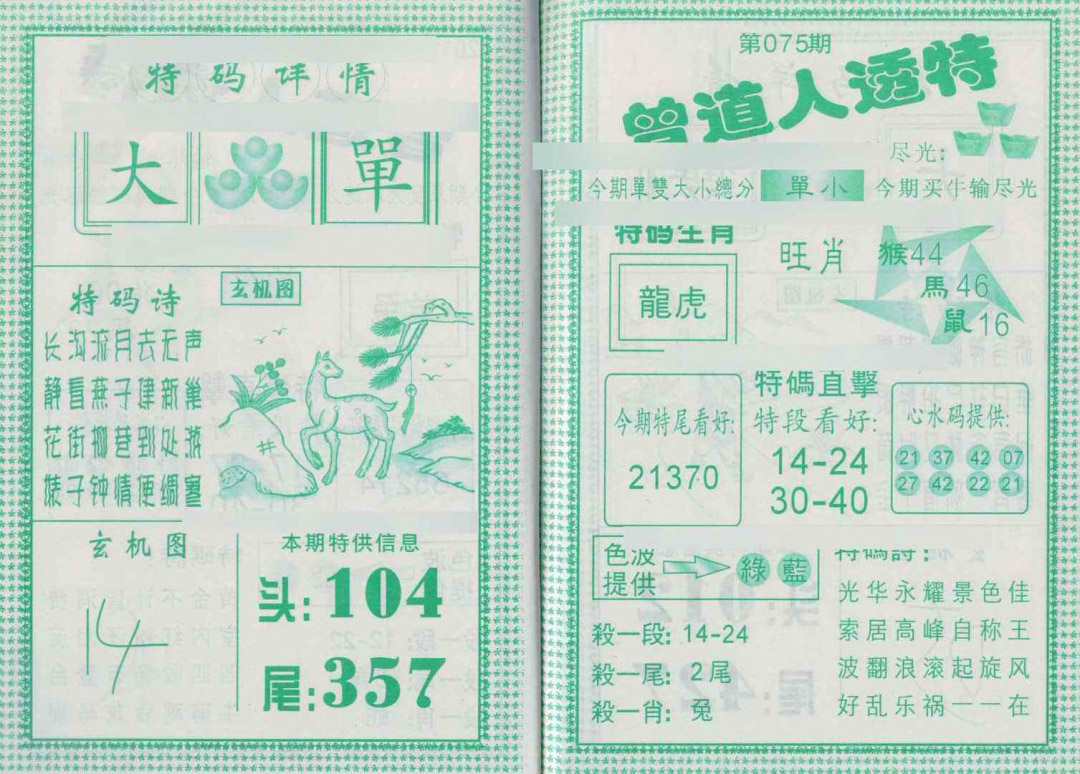 特码详情
大 單
特码诗
玄机图
长沟流月去无声
静看燕子建新巢
花街柳巷到处游
婊子钟情便绸寒
玄机图
本期特供信息
头:104
尾:357
第075期
曾道人透特
尽光:
今期單雙大小總分 單小 今期买牛输尽光
特码生肖
龍虎
旺肖
猴44
馬46
鼠16
今期特尾看好:
21370
特碼直擊
特段看好:
14-24
30-40
心水码提供:
21 37 42 07
27 42 22 21
色波
提供
綠 藍
殺一段: 14-24
殺一尾: 2尾
殺一肖: 兔
特碼詩:
光华永耀景色佳
索居高峰自称王
波翻浪滚起旋风
好乱乐祸一一在